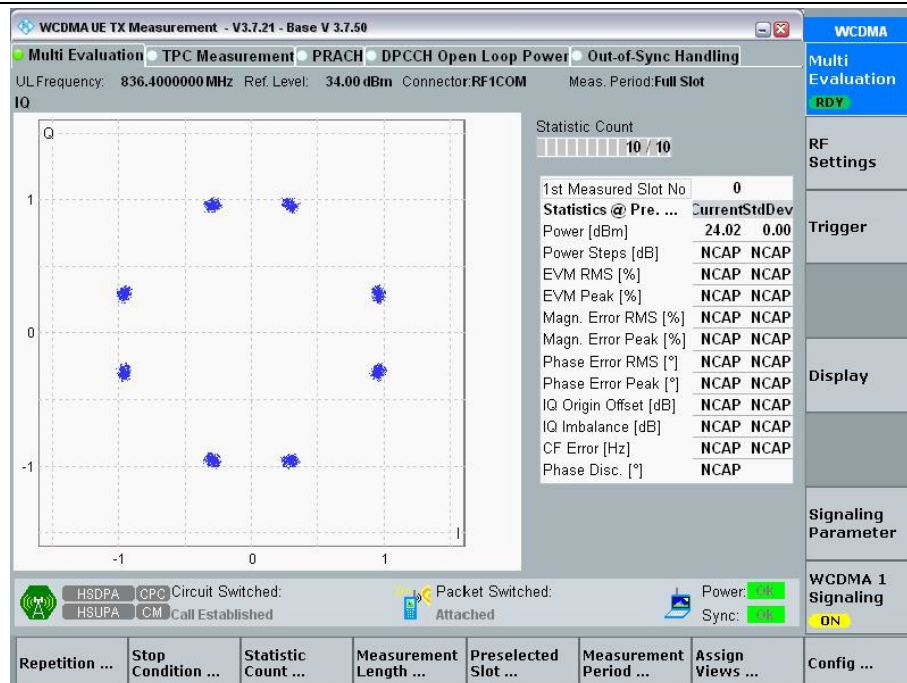 WCDMA UE TX Measurement - V3.7.21 - Base V 3.7.50
WCDMA
Multi Evaluation TPC Measurement PRACH DPCCH Open Loop Power Out-of-Sync Handling
UL Frequency: 836.4000000 MHz Ref. Level: 34.00 dBm Connector: RF1COM Meas. Period: Full Slot
IQ
Q
1
0
-1
-1 0 1
I
Statistic Count
10 / 10
1st Measured Slot No 0
Statistics @ Pre. ... Current StdDev
Power [dBm] 24.02 0.00
Power Steps [dB] NCAP NCAP
EVM RMS [%] NCAP NCAP
EVM Peak [%] NCAP NCAP
Magn. Error RMS [%] NCAP NCAP
Magn. Error Peak [%] NCAP NCAP
Phase Error RMS [°] NCAP NCAP
Phase Error Peak [°] NCAP NCAP
IQ Origin Offset [dB] NCAP NCAP
IQ Imbalance [dB] NCAP NCAP
CF Error [Hz] NCAP NCAP
Phase Disc. [°] NCAP
Multi
Evaluation
RDY
RF
Settings
Trigger
Display
Signaling
Parameter
WCDMA 1
Signaling
ON
HSDPA CPC Circuit Switched: Packet Switched: Power: OK
HSUPA CM Call Established Attached Sync: OK
Repetition ...
Stop
Condition ...
Statistic
Count ...
Measurement
Length ...
Preselected
Slot ...
Measurement
Period ...
Assign
Views ...
Config ...